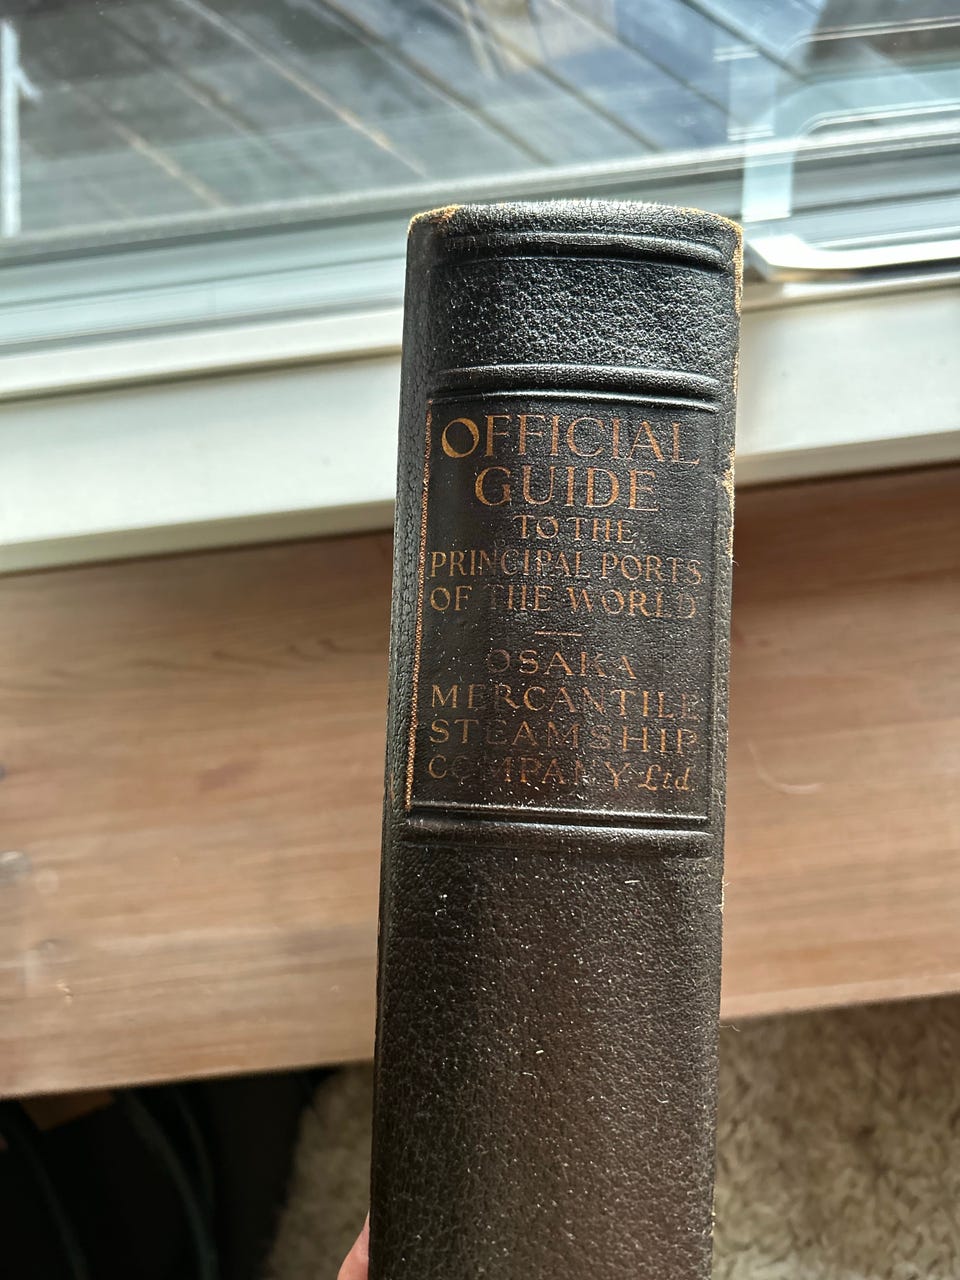 OFFICIAL
GUIDE
TO THE
PRINCIPAL PORTS
OF THE WORLD
OSAKA
MERCANTILE
STEAMSHIP
COMPANY Ltd